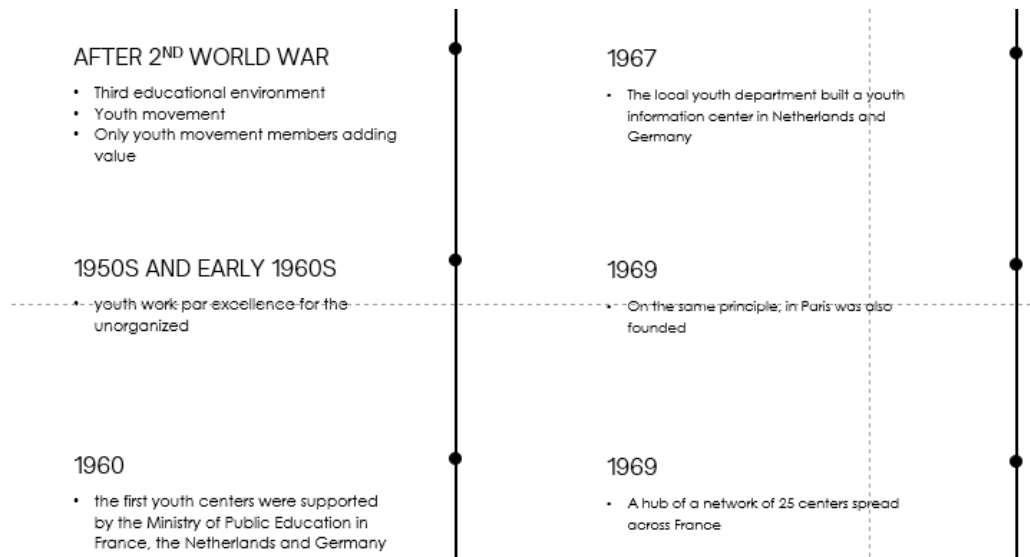 AFTER 2ND WORLD WAR
• Third educational environment
• Youth movement
• Only youth movement members adding
value
1950S AND EARLY 1960S
• youth work par excellence for the
unorganized
1960
• the first youth centers were supported
by the Ministry of Public Education in
France, the Netherlands and Germany
1967
• The local youth department built a youth
information center in Netherlands and
Germany
1969
• On the same principle, in Paris was also
founded
1969
• A hub of a network of 25 centers spread
across France